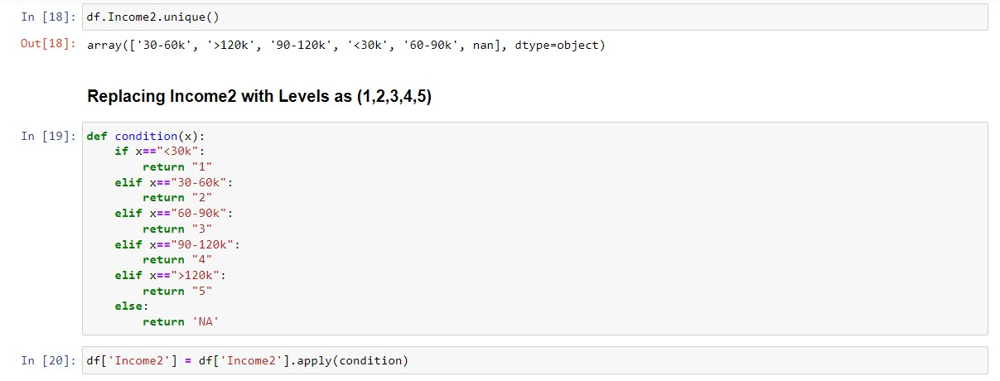 In [18]: df.Income2.unique()
Out[18]: array(['30-60k', '>120k', '90-120k', '<30k', '60-90k', nan], dtype=object)
Replacing Income2 with Levels as (1,2,3,4,5)
In [19]: def condition(x):
    if x=="<30k":
        return "1"
    elif x=="30-60k":
        return "2"
    elif x=="60-90k":
        return "3"
    elif x=="90-120k":
        return "4"
    elif x==">120k":
        return "5"
    else:
        return 'NA'
In [20]: df['Income2'] = df['Income2'].apply(condition)